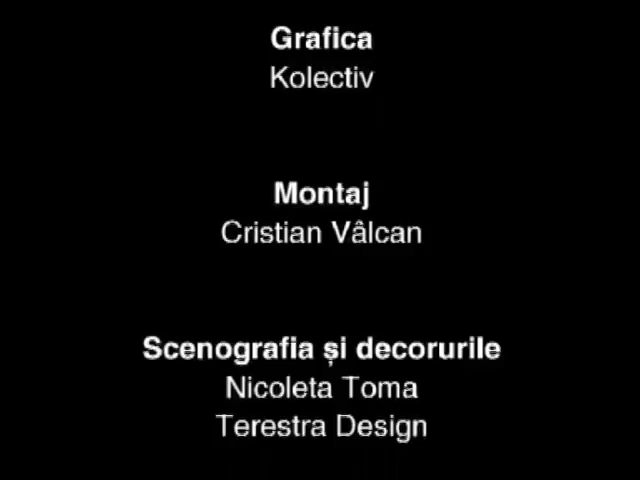 Grafica
Kolectiv
Montaj
Cristian Vâlcan
Scenografia și decorurile
Nicoleta Toma
Terestra Design